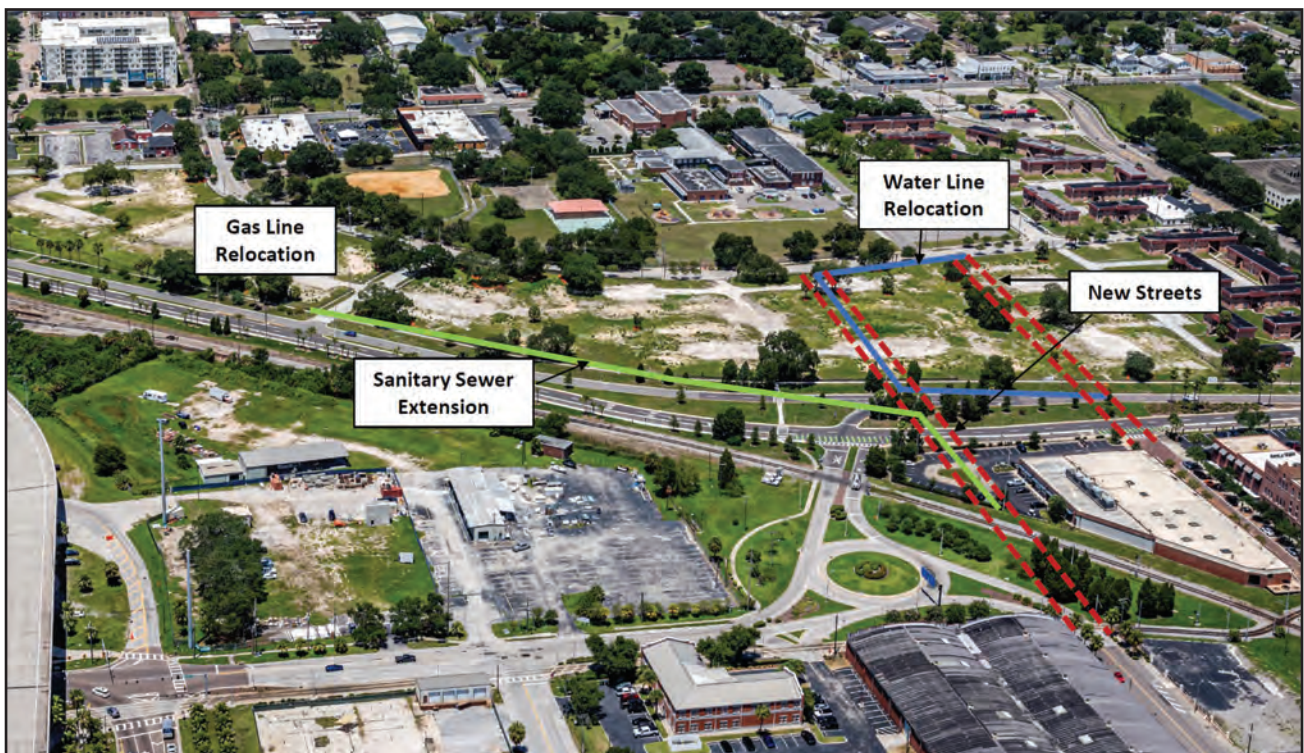 Gas Line
Relocation
Water Line
Relocation
New Streets
Sanitary Sewer
Extension